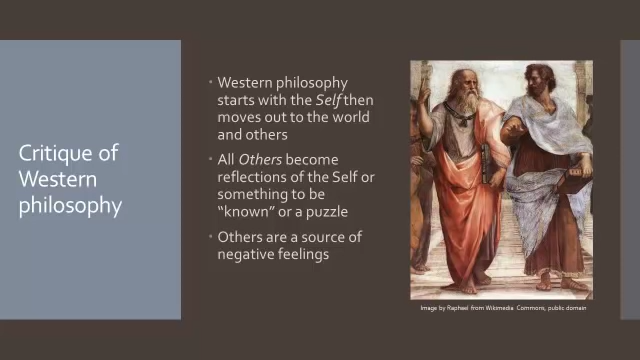 Critique of
Western
philosophy
Western philosophy
starts with the Self then
moves out to the world
and others
All Others become
reflections of the Self or
something to be
“known” or a puzzle
Others are a source of
negative feelings
Image by Raphael from Wikimedia Commons, public domain